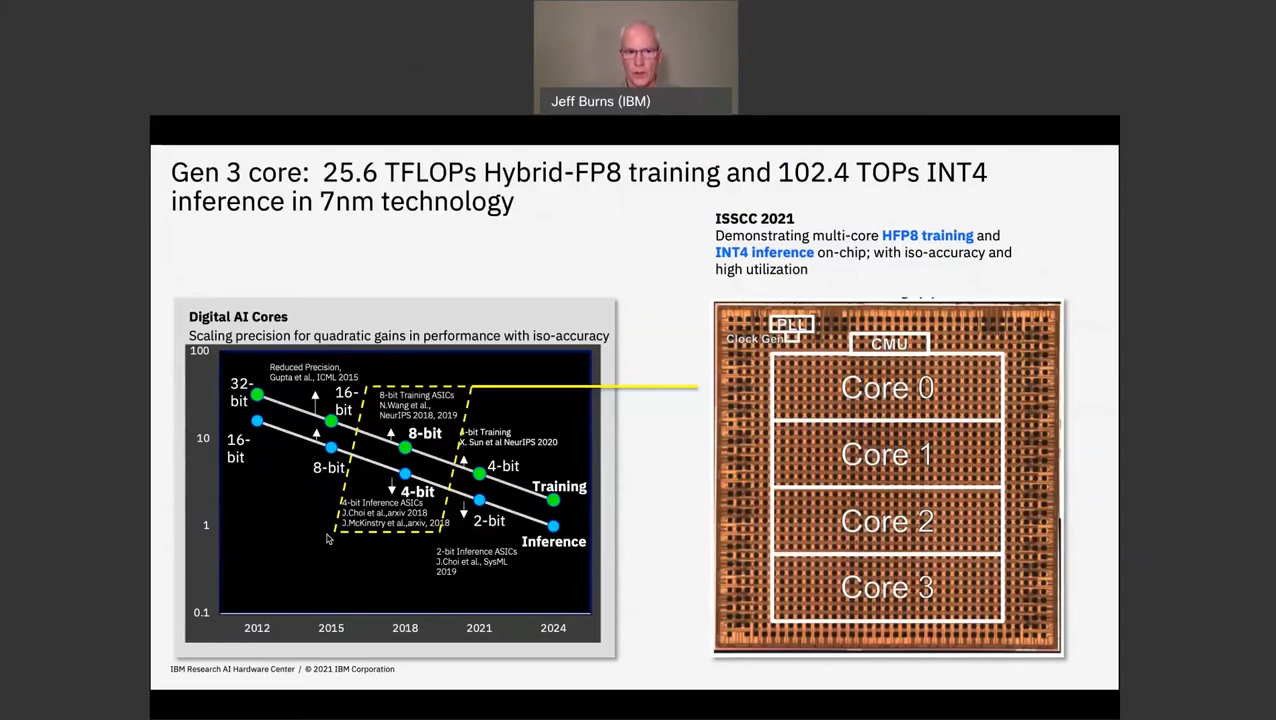 Jeff Burns (IBM)
Gen 3 core: 25.6 TFLOPs Hybrid-FP8 training and 102.4 TOPs INT4
inference in 7nm technology
ISSCC 2021
Demonstrating multi-core HFP8 training and
INT4 inference on-chip; with iso-accuracy and
high utilization
Digital AI Cores
Scaling precision for quadratic gains in performance with iso-accuracy
100
10
1
0.1
2012
2015
2018
2021
2024
32-
bit
16-
bit
Reduced Precision,
Gupta et al., ICML 2015
16-
bit
8-bit
8-bit Training ASICs
N.Wang et al.,
NeurIPS 2018, 2019
8-bit
4-bit
4-bit Inference ASICs
J.Choi et al.,arxiv 2018
J.McKinstry et al.,arxiv, 2018
-bit Training
X. Sun et al NeurIPS 2020
4-bit
2-bit
2-bit Inference ASICs
J.Choi et al., SysML
2019
Training
Inference
PLL
Clock Gen
CMU
Core 0
Core 1
Core 2
Core 3
IBM Research AI Hardware Center / © 2021 IBM Corporation